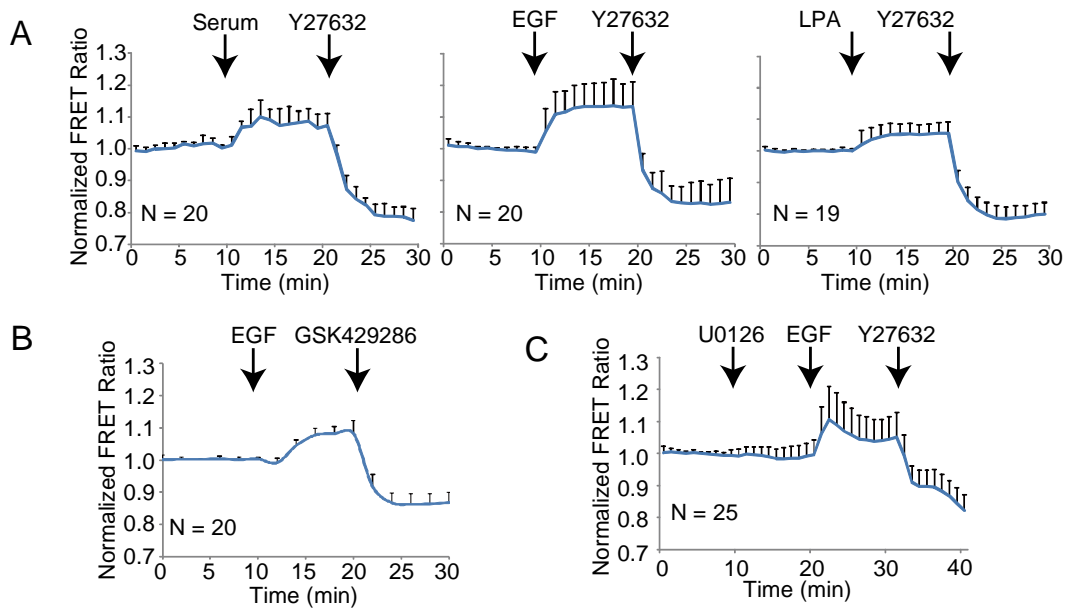 A
Serum Y27632
EGF Y27632
LPA Y27632
Normalized FRET Ratio
1.3
1.2
1.1
1.0
0.9
0.8
0.7
N = 20
N = 20
N = 19
0 5 10 15 20 25 30
0 5 10 15 20 25 30
0 5 10 15 20 25 30
Time (min)
Time (min)
Time (min)
B
EGF GSK429286
Normalized FRET Ratio
1.3
1.2
1.1
1.0
0.9
0.8
0.7
N = 20
0 5 10 15 20 25 30
Time (min)
C
U0126 EGF Y27632
Normalized FRET Ratio
1.3
1.2
1.1
1.0
0.9
0.8
0.7
N = 25
0 10 20 30 40
Time (min)